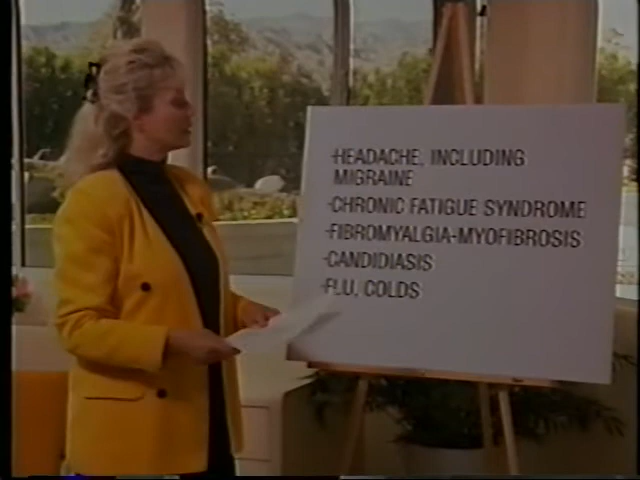 -HEADACHE, INCLUDING
MIGRAINE
-CHRONIC FATIGUE SYNDROME
-FIBROMYALGIA-MYOFIBROSIS
-CANDIDIASIS
-FLU, COLDS